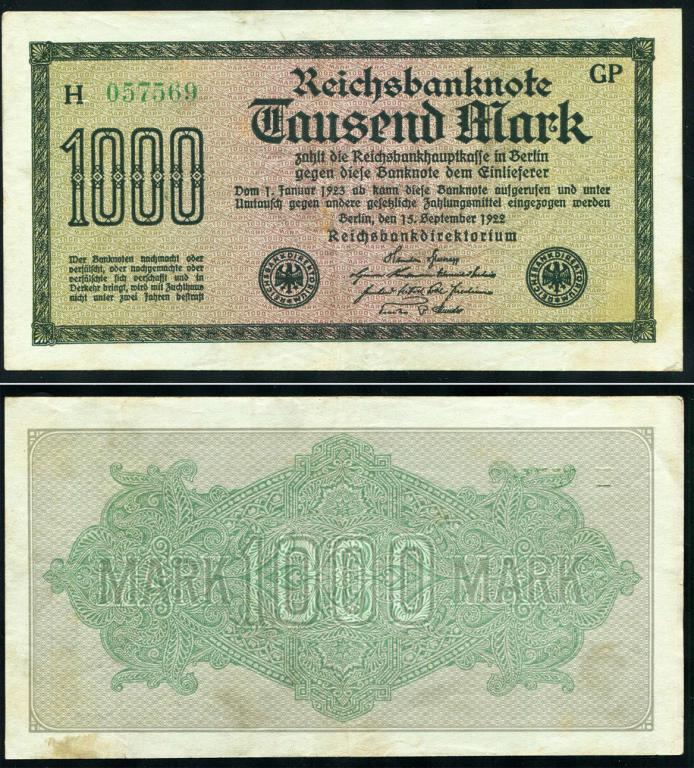 H 057569
GP
1000
Reichsbanknote
Tausend Mark
zahlt die Reichsbankhauptkasse in Berlin
gegen diese Banknote dem Einlieferer
Vom 1. Januar 1923 ab kann diese Banknote aufgerufen und unter
Umtausch gegen andere gesetzliche Zahlungsmittel eingezogen werden
Berlin, den 15. September 1922
Reichsbankdirektorium
Wer Banknoten nachmacht oder
verfälscht, oder nachgemachte oder
verfälschte sich verschafft und in
Verkehr bringt, wird mit Zuchthaus
nicht unter zwei Jahren bestraft
REICHSBANKDIREKTORIUM
REICHSBANKDIREKTORIUM
MARK 1000 MARK